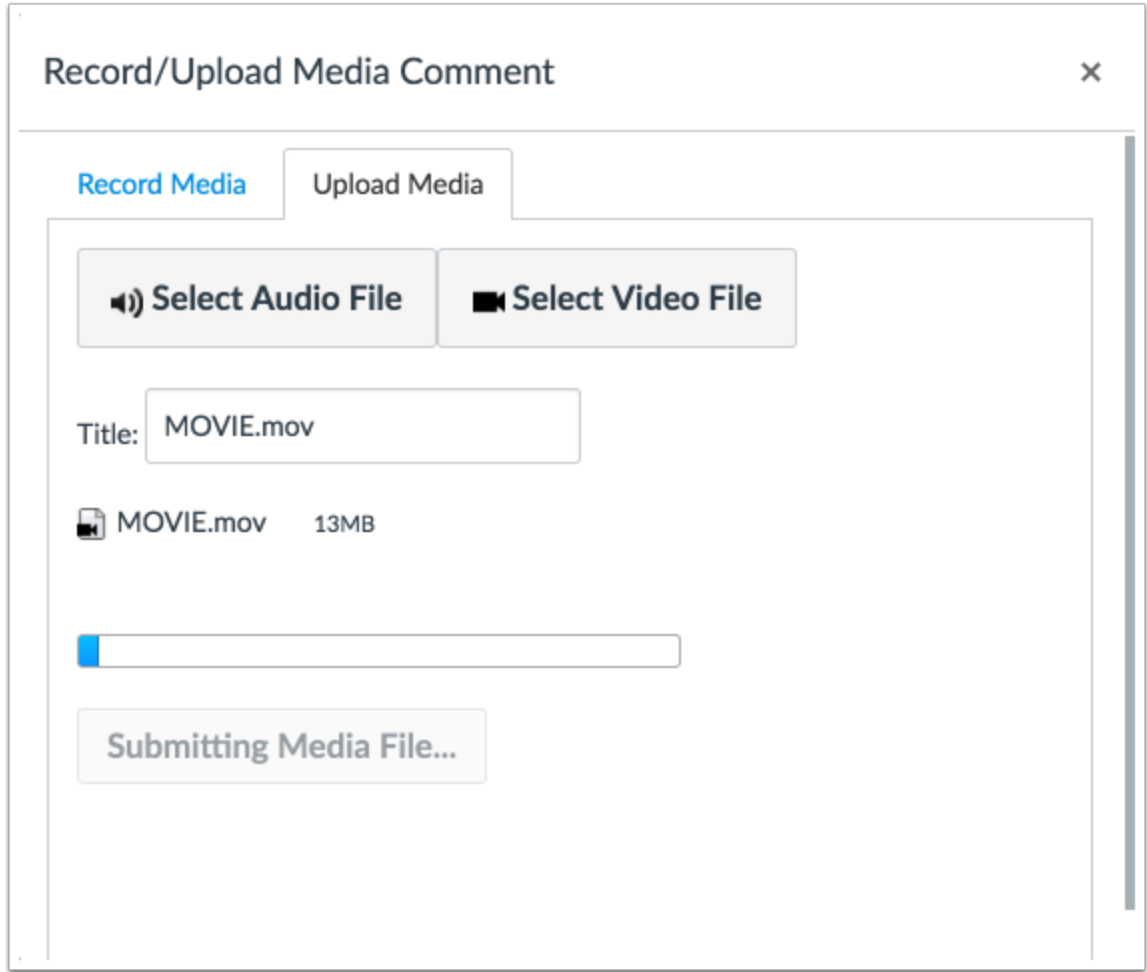 Record/Upload Media Comment ×
Record Media Upload Media
Select Audio File Select Video File
Title: MOVIE.mov
MOVIE.mov 13MB
Submitting Media File...